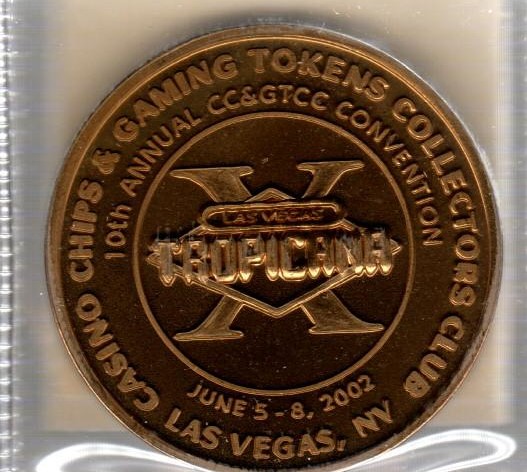 CASINO CHIPS & GAMING TOKENS COLLECTORS CLUB
10th ANNUAL CC&GTCC CONVENTION
X
LAS VEGAS
TROPICANA
JUNE 5 - 8, 2002
LAS VEGAS, NY